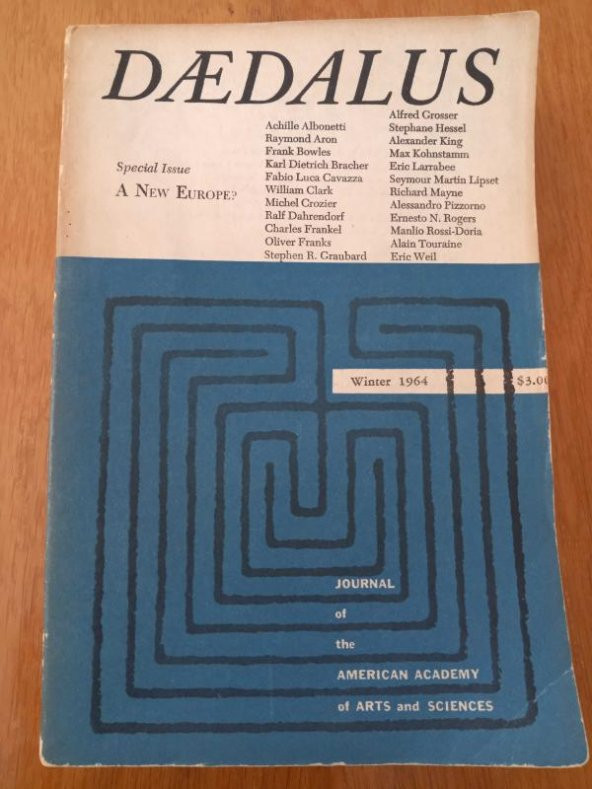 DÆDALUS
Special Issue
A NEW EUROPE?
Achille Albonetti
Raymond Aron
Frank Bowles
Karl Dietrich Bracher
Fabio Luca Cavazza
William Clark
Michel Crozier
Ralf Dahrendorf
Charles Frankel
Oliver Franks
Stephen R. Graubard
Alfred Grosser
Stephane Hessel
Alexander King
Max Kohnstamm
Eric Larrabee
Seymour Martin Lipset
Richard Mayne
Alessandro Pizzorno
Ernesto N. Rogers
Manlio Rossi-Doria
Alain Touraine
Eric Weil
Winter 1964
$3.00
JOURNAL
of
the
AMERICAN ACADEMY
of ARTS and SCIENCES